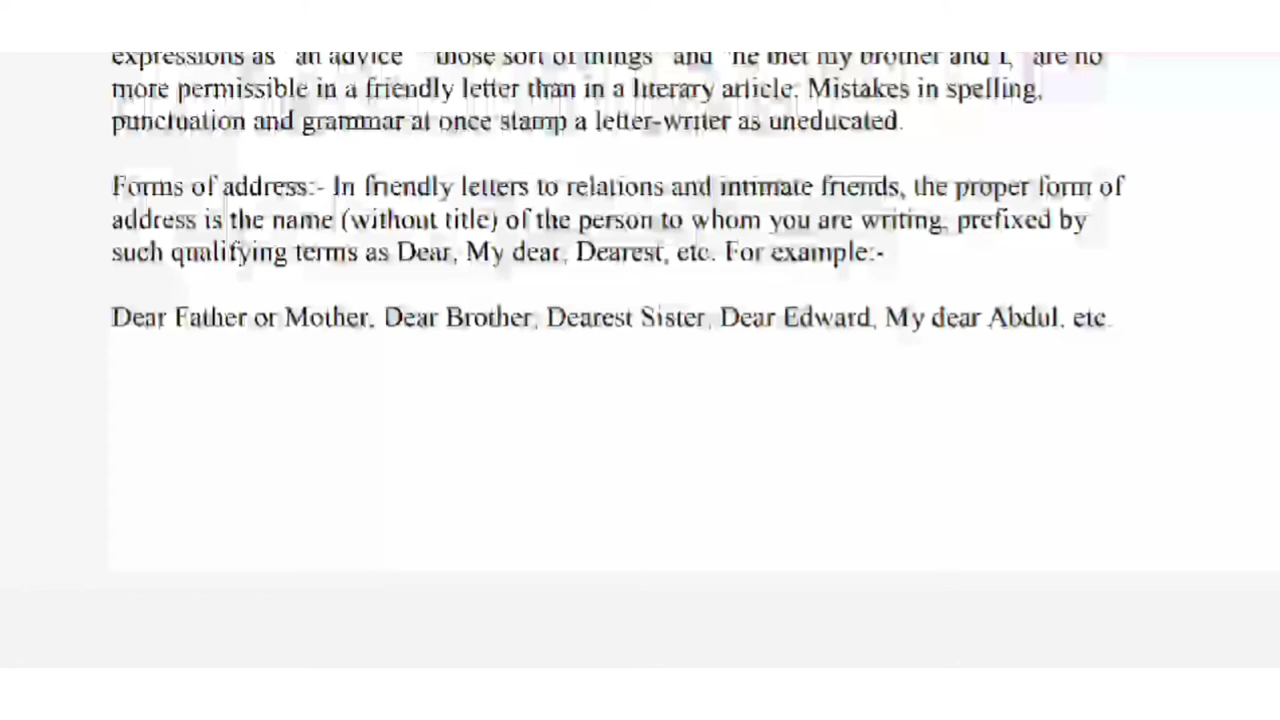 expressions as "an advice" "those sort of things" and "he met my brother and I," are no
more permissible in a friendly letter than in a literary article. Mistakes in spelling,
punctuation and grammar at once stamp a letter-writer as uneducated.
Forms of address:- In friendly letters to relations and intimate friends, the proper form of
address is the name (without title) of the person to whom you are writing, prefixed by
such qualifying terms as Dear, My dear, Dearest, etc. For example:-
Dear Father or Mother, Dear Brother, Dearest Sister, Dear Edward, My dear Abdul, etc.